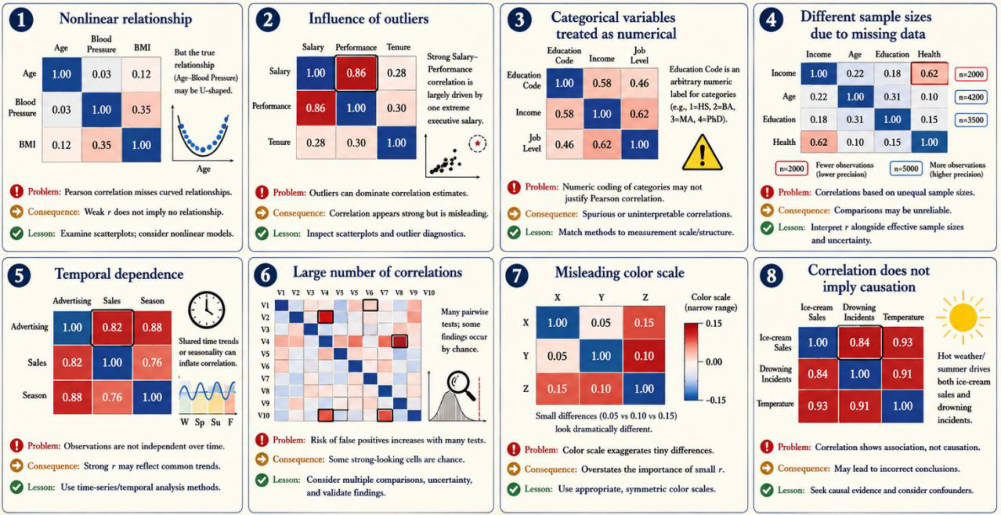 1 Nonlinear relationship
Age Blood Pressure BMI
Age 1.00 0.03 0.12
Blood Pressure 0.03 1.00 0.35
BMI 0.12 0.35 1.00
But the true
relationship
(Age–Blood Pressure)
may be U-shaped.
Age
Problem: Pearson correlation misses curved relationships.
Consequence: Weak r does not imply no relationship.
Lesson: Examine scatterplots; consider nonlinear models.
2 Influence of outliers
Salary Performance Tenure
Salary 1.00 0.86 0.28
Performance 0.86 1.00 0.30
Tenure 0.28 0.30 1.00
Strong Salary–
Performance
correlation is
largely driven by
one extreme
executive salary.
Problem: Outliers can dominate correlation estimates.
Consequence: Correlation appears strong but is misleading.
Lesson: Inspect scatterplots and outlier diagnostics.
3 Categorical variables
treated as numerical
Education Code Income Job Level
Education Code 1.00 0.58 0.46
Income 0.58 1.00 0.62
Job Level 0.46 0.62 1.00
Education Code is an
arbitrary numeric
label for categories
(e.g., 1=HS, 2=BA,
3=MA, 4=PhD).
Problem: Numeric coding of categories may not
justify Pearson correlation.
Consequence: Spurious or uninterpretable correlations.
Lesson: Match methods to measurement scale/structure.
4 Different sample sizes
due to missing data
Income Age Education Health
Income 1.00 0.22 0.18 0.62 n=2000
Age 0.22 1.00 0.31 0.10 n=4200
Education 0.18 0.31 1.00 0.15 n=3500
Health 0.62 0.10 0.15 1.00
n=2000 Fewer observations
(lower precision)
n=5000 More observations
(higher precision)
Problem: Correlations based on unequal sample sizes.
Consequence: Comparisons may be unreliable.
Lesson: Interpret r alongside effective sample sizes
and uncertainty.
5 Temporal dependence
Advertising Sales Season
Advertising 1.00 0.82 0.88
Sales 0.82 1.00 0.76
Season 0.88 0.76 1.00
Shared time trends
or seasonality can
inflate correlation.
W Sp Su F
Problem: Observations are not independent over time.
Consequence: Strong r may reflect common trends.
Lesson: Use time-series/temporal analysis methods.
6 Large number of correlations
V1 V2 V4 V5 V6 V7 V8 V9 V10
V1
V2
V3
V4
V5
V6
V7
V8
V9
V10
Many pairwise
tests; some
findings occur
by chance.
Problem: Risk of false positives increases with many tests.
Consequence: Some strong-looking cells are chance.
Lesson: Consider multiple comparisons, uncertainty,
and validate findings.
7 Misleading color scale
X Y Z
X 1.00 0.05 0.15
Y 0.05 1.00 0.10
Z 0.15 0.10 1.00
Color scale
(narrow range)
0.15
0.00
−0.15
Small differences (0.05 vs 0.10 vs 0.15)
look dramatically different.
Problem: Color scale exaggerates tiny differences.
Consequence: Overstates the importance of small r.
Lesson: Use appropriate, symmetric color scales.
8 Correlation does not
imply causation
Ice-cream Sales Drowning Incidents Temperature
Ice-cream Sales 1.00 0.84 0.93
Drowning Incidents 0.84 1.00 0.91
Temperature 0.93 0.91 1.00
Hot weather/
summer drives
both ice-cream
sales and
drowning
incidents.
Problem: Correlation shows association, not causation.
Consequence: May lead to incorrect conclusions.
Lesson: Seek causal evidence and consider confounders.